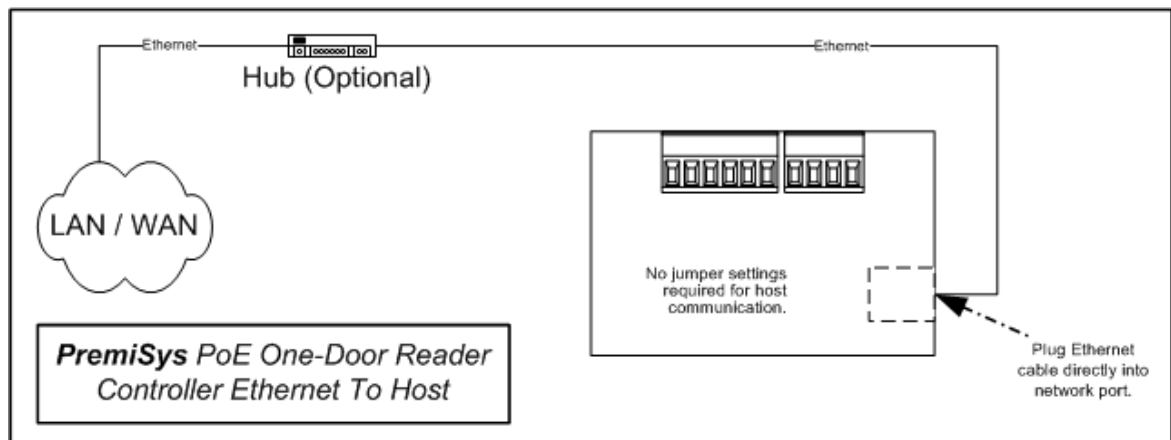 Ethernet
Ethernet
Hub (Optional)
LAN / WAN
No jumper settings
required for host
communication.
Plug Ethernet
cable directly into
network port.
PremiSys PoE One-Door Reader
Controller Ethernet To Host